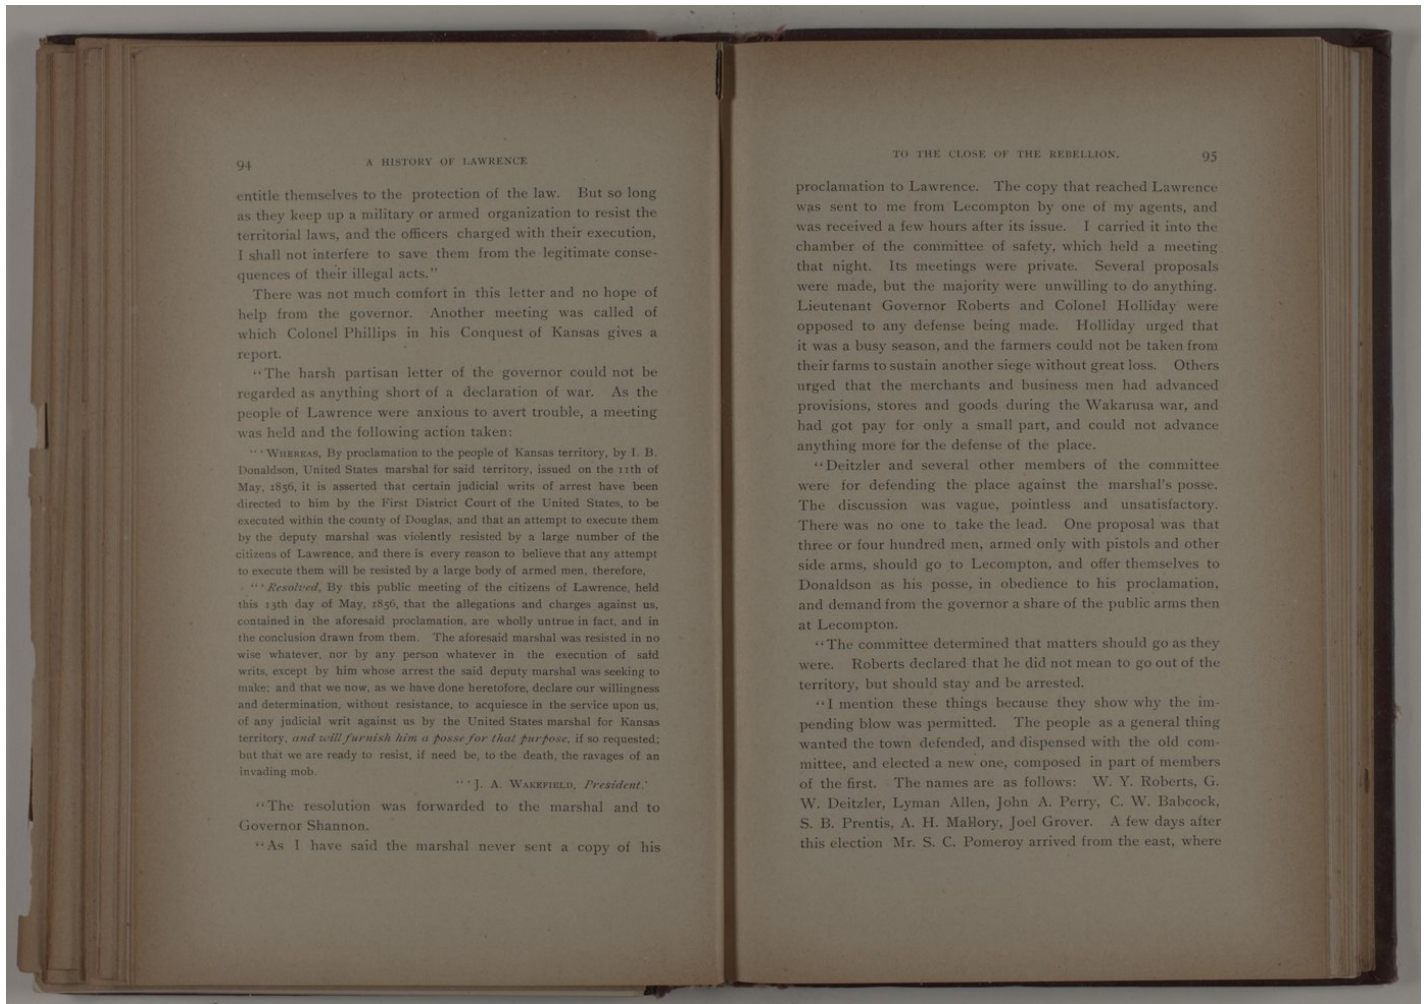 94
A HISTORY OF LAWRENCE
entitle themselves to the protection of the law. But so long
as they keep up a military or armed organization to resist the
territorial laws, and the officers charged with their execution,
I shall not interfere to save them from the legitimate conse-
quences of their illegal acts."
There was not much comfort in this letter and no hope of
help from the governor. Another meeting was called of
which Colonel Phillips in his Conquest of Kansas gives a
report.
"The harsh partisan letter of the governor could not be
regarded as anything short of a declaration of war. As the
people of Lawrence were anxious to avert trouble, a meeting
was held and the following action taken:
"'WHEREAS, By proclamation to the people of Kansas territory, by I. B.
Donaldson, United States marshal for said territory, issued on the 11th of
May, 1856, it is asserted that certain judicial writs of arrest have been
directed to him by the First District Court of the United States, to be
executed within the county of Douglas, and that an attempt to execute them
by the deputy marshal was violently resisted by a large number of the
citizens of Lawrence, and there is every reason to believe that any attempt
to execute them will be resisted by a large body of armed men, therefore,
"'Resolved, By this public meeting of the citizens of Lawrence, held
this 13th day of May, 1856, that the allegations and charges against us,
contained in the aforesaid proclamation, are wholly untrue in fact, and in
the conclusion drawn from them. The aforesaid marshal was resisted in no
wise whatever, nor by any person whatever in the execution of said
writs, except by him whose arrest the said deputy marshal was seeking to
make; and that we now, as we have done heretofore, declare our willingness
and determination, without resistance, to acquiesce in the service upon us,
of any judicial writ against us by the United States marshal for Kansas
territory, and will furnish him a posse for that purpose, if so requested;
but that we are ready to resist, if need be, to the death, the ravages of an
invading mob.
"'J. A. WAKEFIELD, President.'
"The resolution was forwarded to the marshal and to
Governor Shannon.
"As I have said the marshal never sent a copy of his
TO THE CLOSE OF THE REBELLION.
95
proclamation to Lawrence. The copy that reached Lawrence
was sent to me from Lecompton by one of my agents, and
was received a few hours after its issue. I carried it into the
chamber of the committee of safety, which held a meeting
that night. Its meetings were private. Several proposals
were made, but the majority were unwilling to do anything.
Lieutenant Governor Roberts and Colonel Holliday were
opposed to any defense being made. Holliday urged that
it was a busy season, and the farmers could not be taken from
their farms to sustain another siege without great loss. Others
urged that the merchants and business men had advanced
provisions, stores and goods during the Wakarusa war, and
had got pay for only a small part, and could not advance
anything more for the defense of the place.
"Deitzler and several other members of the committee
were for defending the place against the marshal's posse.
The discussion was vague, pointless and unsatisfactory.
There was no one to take the lead. One proposal was that
three or four hundred men, armed only with pistols and other
side arms, should go to Lecompton, and offer themselves to
Donaldson as his posse, in obedience to his proclamation,
and demand from the governor a share of the public arms then
at Lecompton.
"The committee determined that matters should go as they
were. Roberts declared that he did not mean to go out of the
territory, but should stay and be arrested.
"I mention these things because they show why the im-
pending blow was permitted. The people as a general thing
wanted the town defended, and dispensed with the old com-
mittee, and elected a new one, composed in part of members
of the first. The names are as follows: W. Y. Roberts, G.
W. Deitzler, Lyman Allen, John A. Perry, C. W. Babcock,
S. B. Prentis, A. H. Mallory, Joel Grover. A few days after
this election Mr. S. C. Pomeroy arrived from the east, where